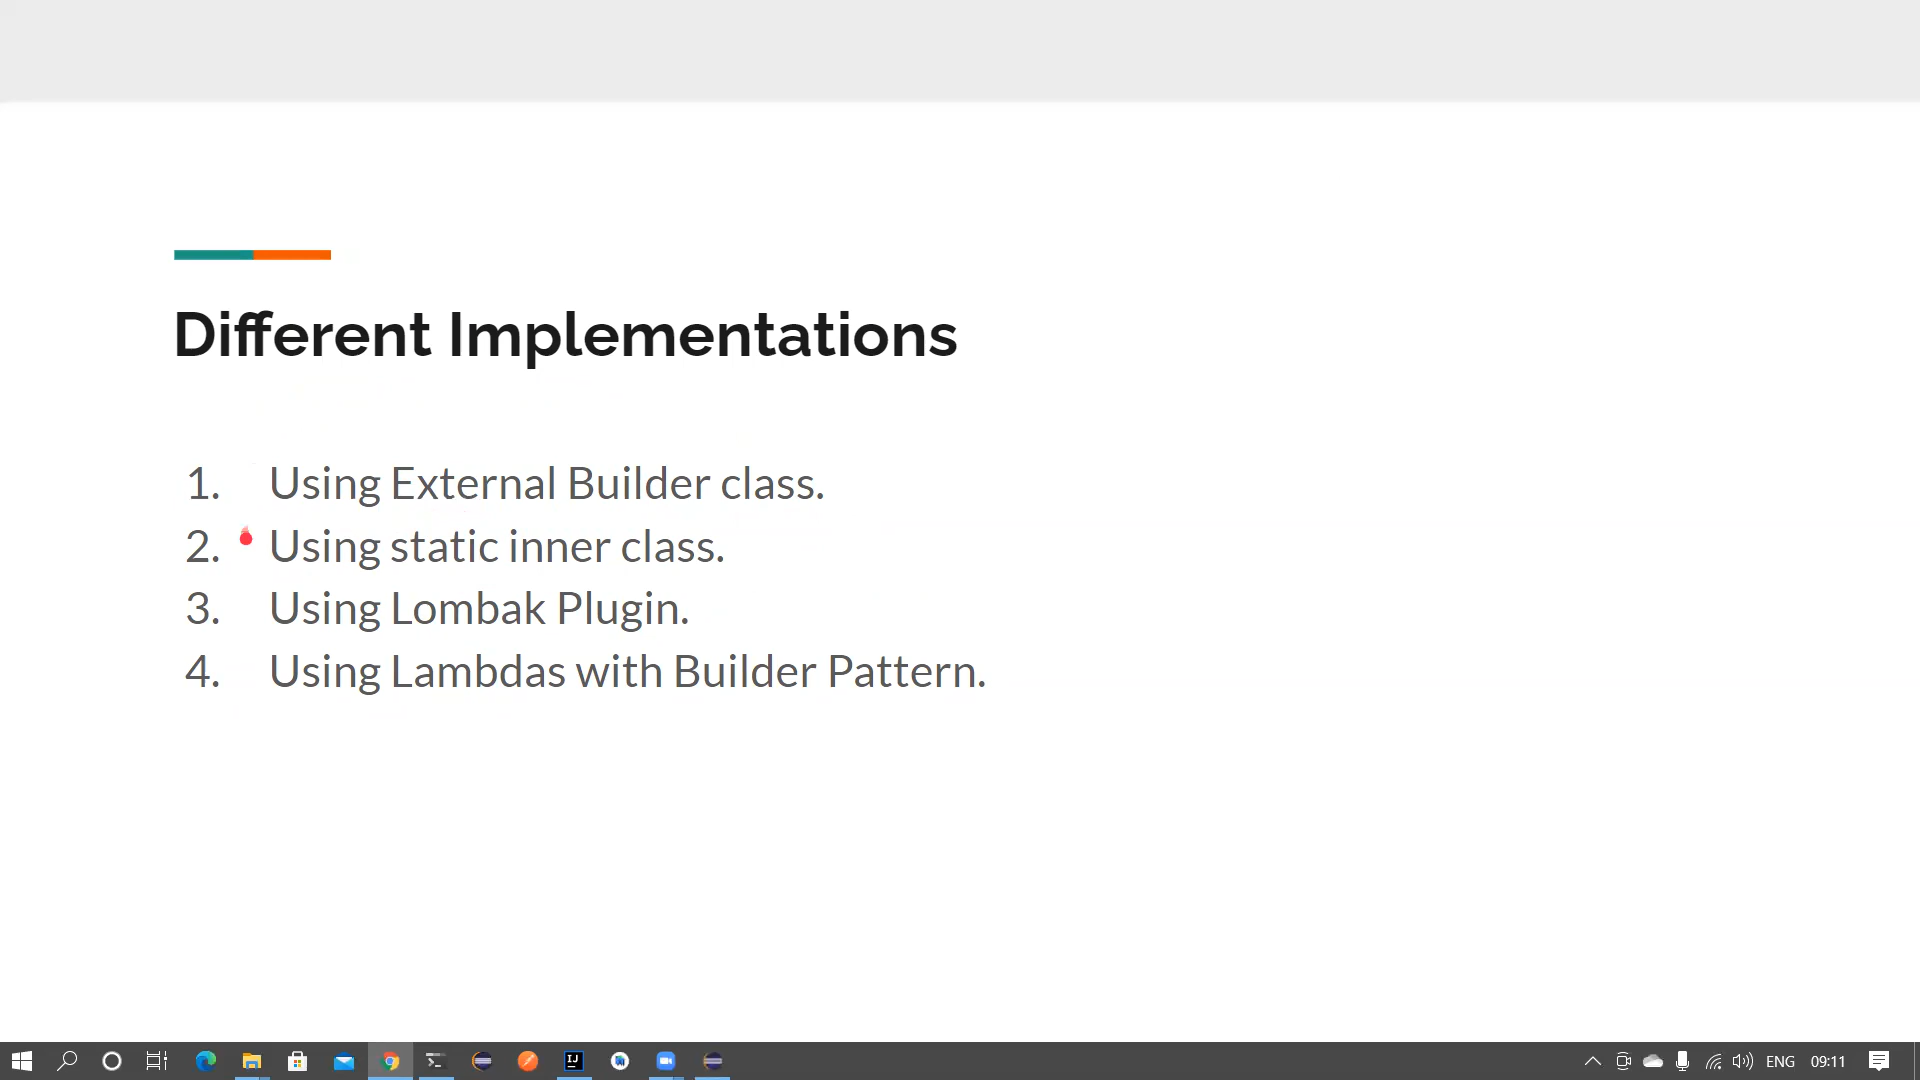 Different Implementations
1. Using External Builder class.
2. Using static inner class.
3. Using Lombak Plugin.
4. Using Lambdas with Builder Pattern.
IJ
ENG 09:11